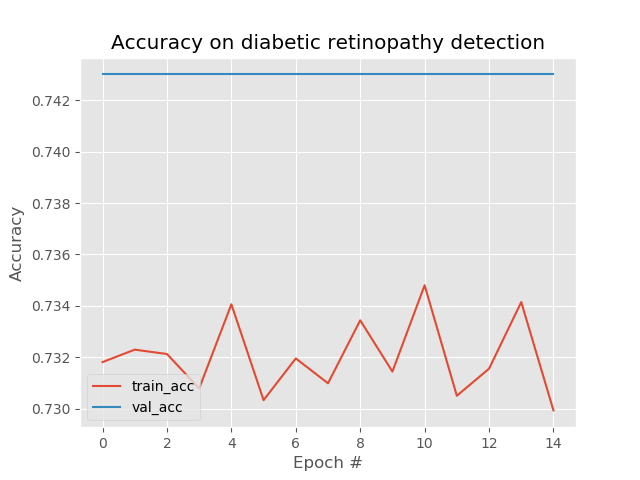 Accuracy on diabetic retinopathy detection
0.742
0.740
0.738
0.736
0.734
0.732
0.730
Accuracy
train_acc
val_acc
0 2 4 6 8 10 12 14
Epoch #